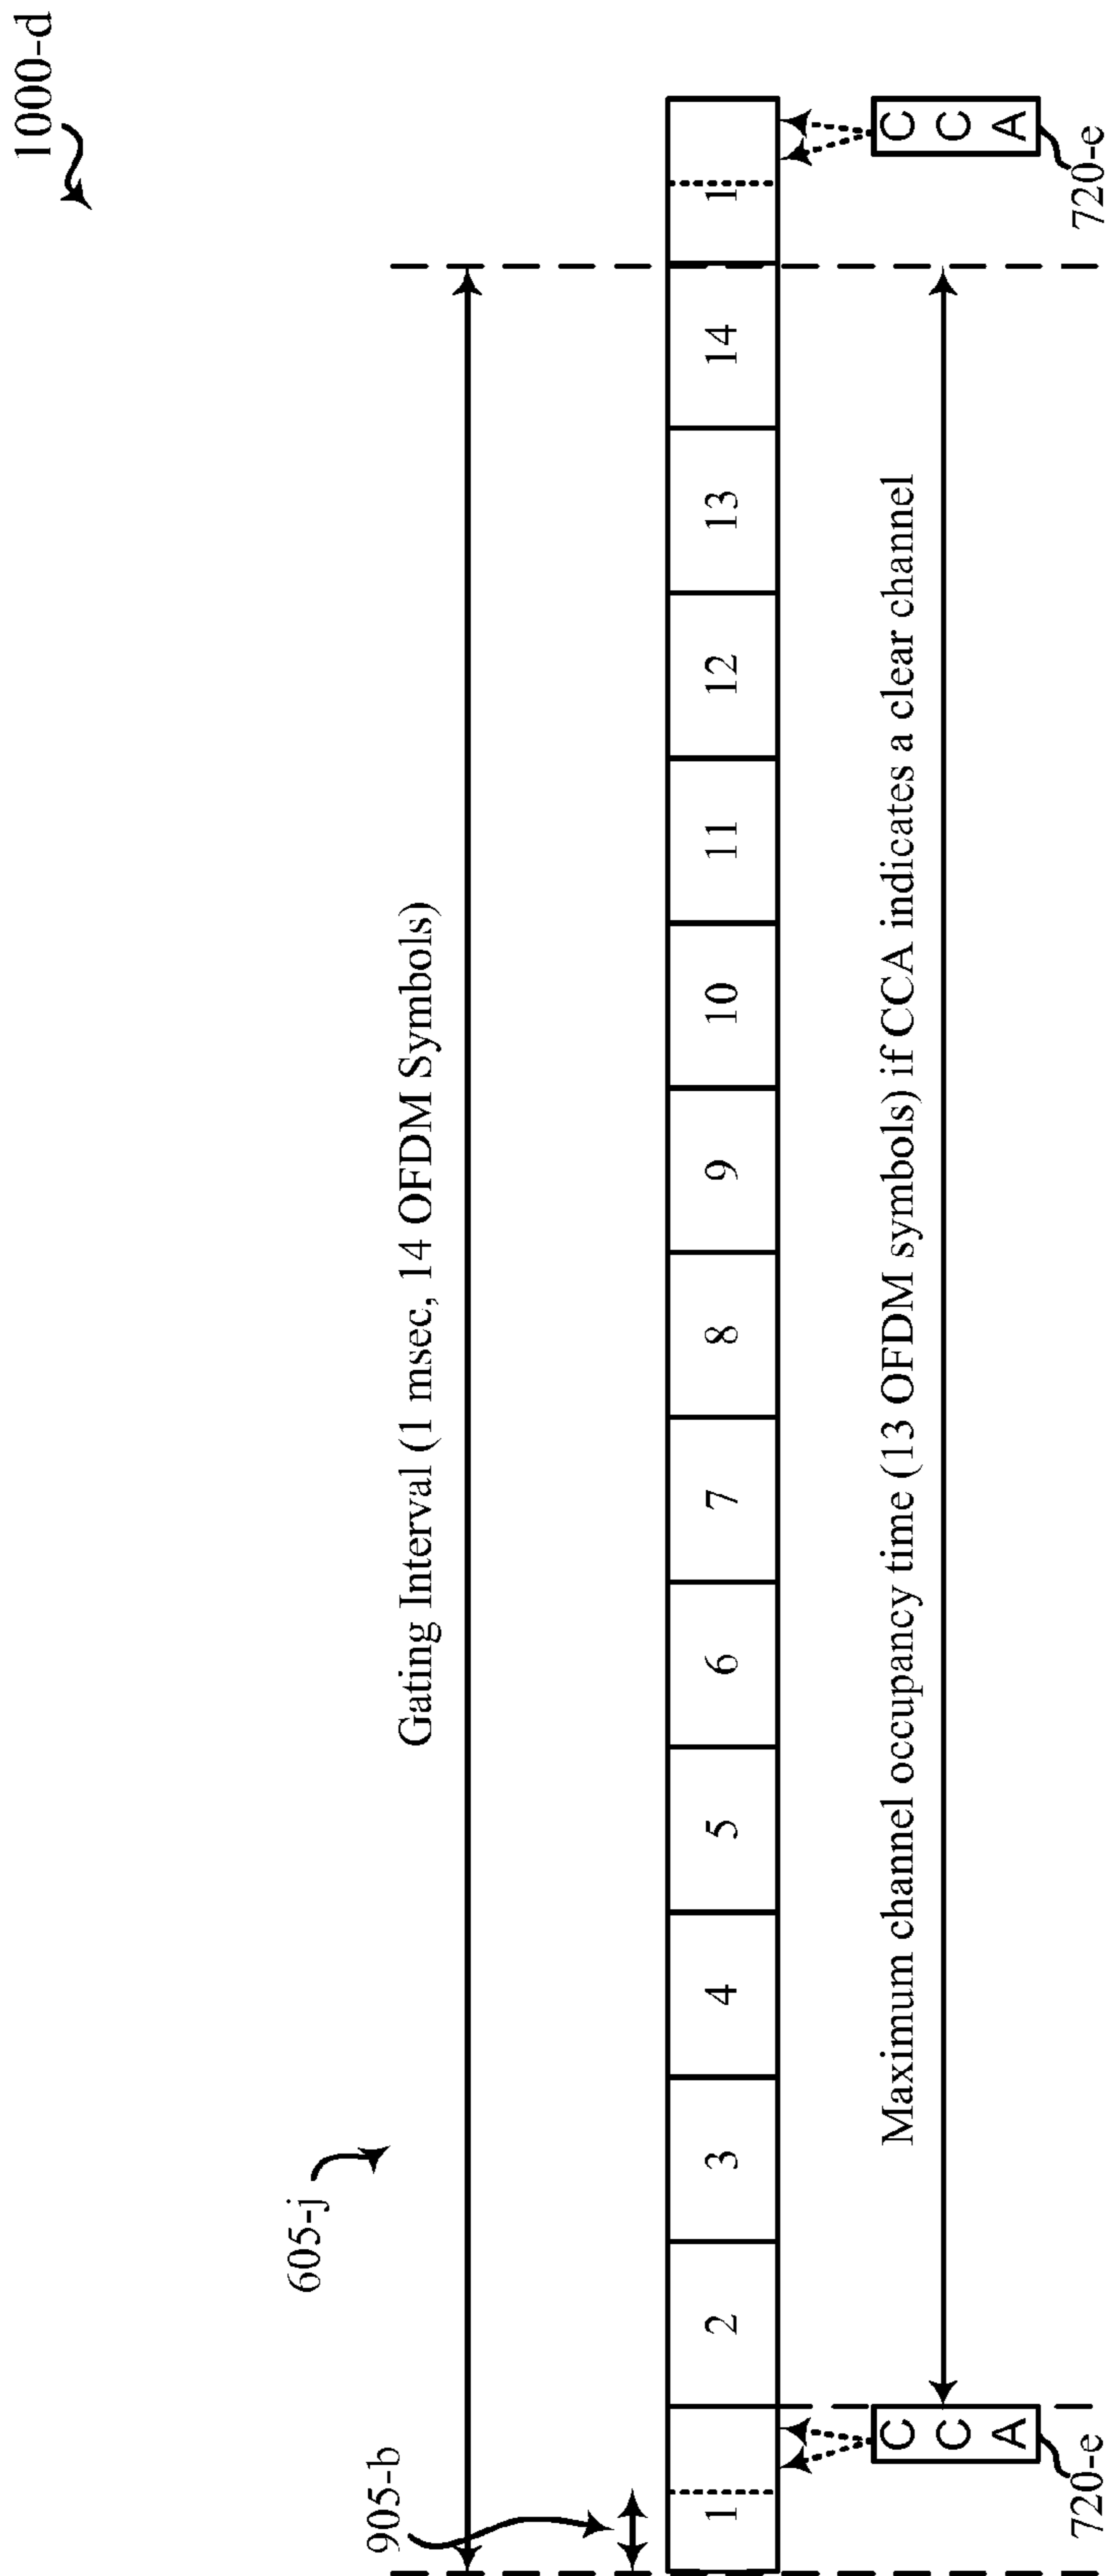 1000-d
605-j
Gating Interval (1 msec, 14 OFDM Symbols)
905-b
1
2
3
4
5
6
7
8
9
10
11
12
13
14
1
Maximum channel occupancy time (13 OFDM symbols) if CCA indicates a clear channel
C
C
A
C
C
A
720-e
720-e